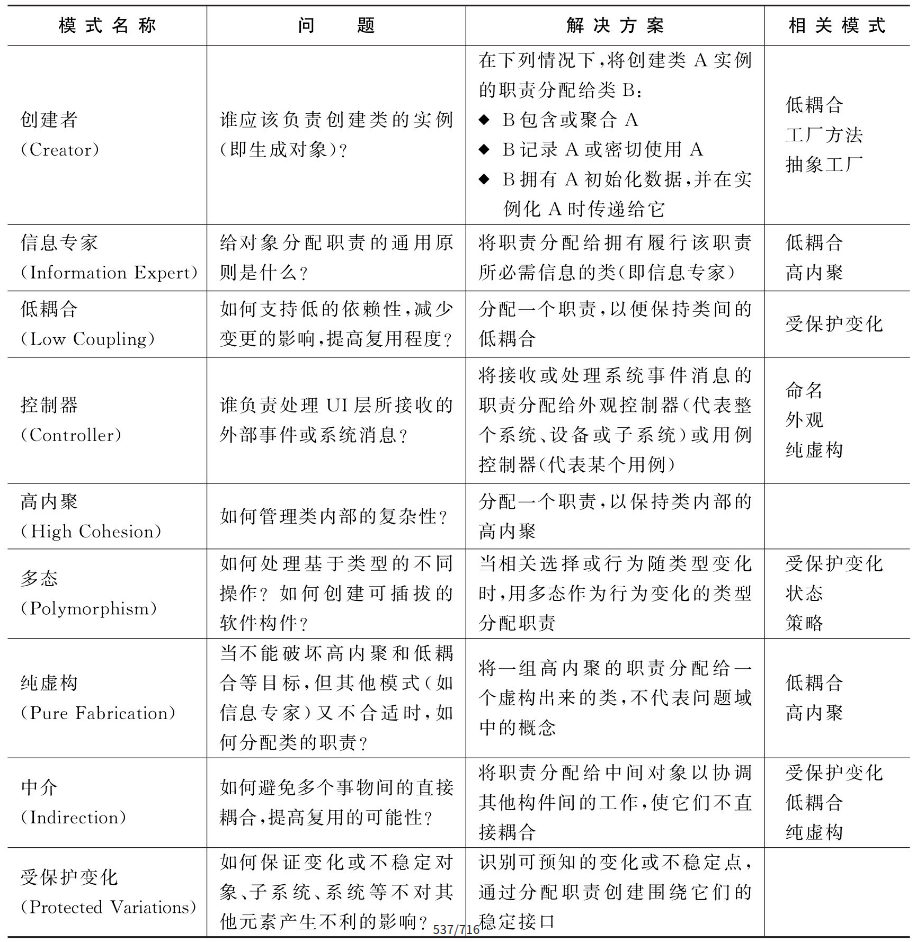 模式名称 问题 解决方案 相关模式
创建者
(Creator)
谁应该负责创建类的实例
(即生成对象)?
在下列情况下,将创建类 A 实例
的职责分配给类 B:
◆ B 包含或聚合 A
◆ B 记录 A 或密切使用 A
◆ B 拥有 A 初始化数据,并在实
例化 A 时传递给它
低耦合
工厂方法
抽象工厂
信息专家
(Information Expert)
给对象分配职责的通用原
则是什么?
将职责分配给拥有履行该职责
所必需信息的类(即信息专家)
低耦合
高内聚
低耦合
(Low Coupling)
如何支持低的依赖性,减少
变更的影响,提高复用程度?
分配一个职责,以便保持类间的
低耦合
受保护变化
控制器
(Controller)
谁负责处理 UI 层所接收的
外部事件或系统消息?
将接收或处理系统事件消息的
职责分配给外观控制器(代表整
个系统、设备或子系统)或用例
控制器(代表某个用例)
命名
外观
纯虚构
高内聚
(High Cohesion)
如何管理类内部的复杂性?
分配一个职责,以保持类内部的
高内聚
多态
(Polymorphism)
如何处理基于类型的不同
操作? 如何创建可插拔的
软件构件?
当相关选择或行为随类型变化
时,用多态作为行为变化的类型
分配职责
受保护变化
状态
策略
纯虚构
(Pure Fabrication)
当不能破坏高内聚和低耦
合等目标,但其他模式(如
信息专家)又不合适时,如
何分配类的职责?
将一组高内聚的职责分配给一
个虚构出来的类,不代表问题域
中的概念
低耦合
高内聚
中介
(Indirection)
如何避免多个事物间的直接
耦合,提高复用的可能性?
将职责分配给中间对象以协调
其他构件间的工作,使它们不直
接耦合
受保护变化
低耦合
纯虚构
受保护变化
(Protected Variations)
如何保证变化或不稳定对
象、子系统、系统等不对其
他元素产生不利的影响?
识别可预知的变化或不稳定点,
通过分配职责创建围绕它们的
稳定接口
537/716